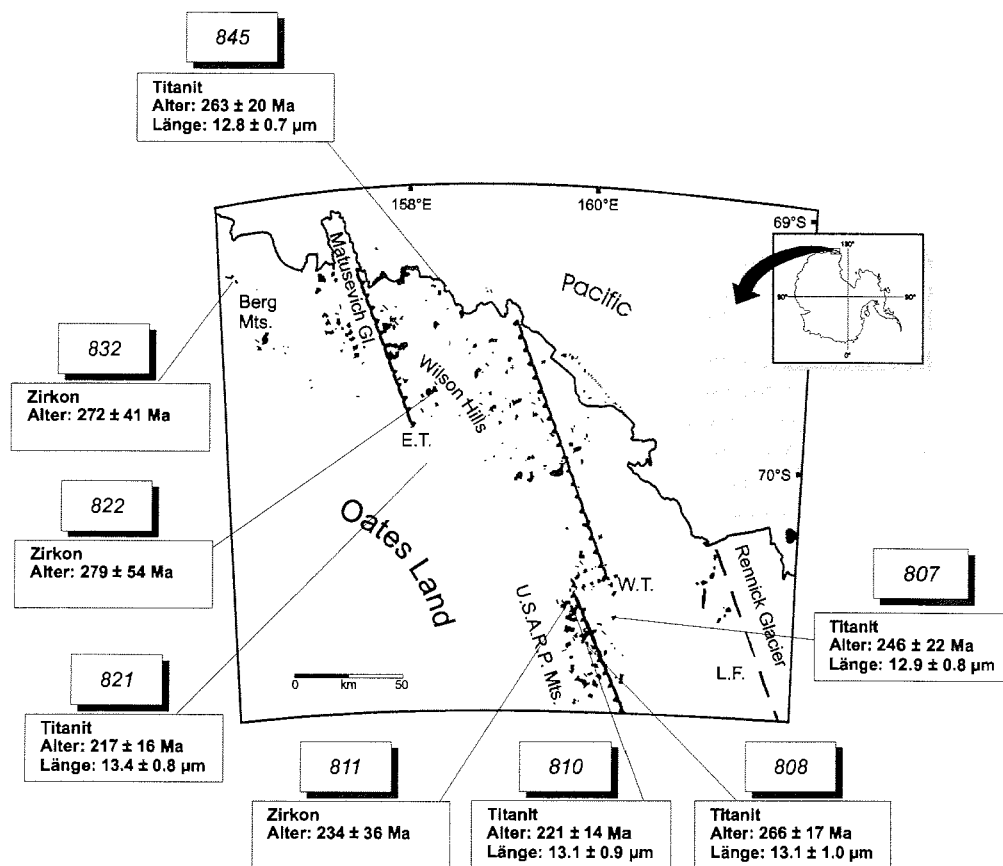 845
Titanit
Alter: 263 ± 20 Ma
Länge: 12.8 ± 0.7 µm
158°E
160°E
69°S
180°
90°
90°
0°
Matusevich Gl.
Pacific
Berg
Mts.
832
Zirkon
Alter: 272 ± 41 Ma
Wilson Hills
E.T.
70°S
822
Zirkon
Alter: 279 ± 54 Ma
Oates Land
Rennick Glacier
807
Titanit
Alter: 246 ± 22 Ma
Länge: 12.9 ± 0.8 µm
W.T.
U.S.A.R.P. Mts.
L.F.
821
Titanit
Alter: 217 ± 16 Ma
Länge: 13.4 ± 0.8 µm
0 km 50
811
Zirkon
Alter: 234 ± 36 Ma
810
Titanit
Alter: 221 ± 14 Ma
Länge: 13.1 ± 0.9 µm
808
Titanit
Alter: 266 ± 17 Ma
Länge: 13.1 ± 1.0 µm